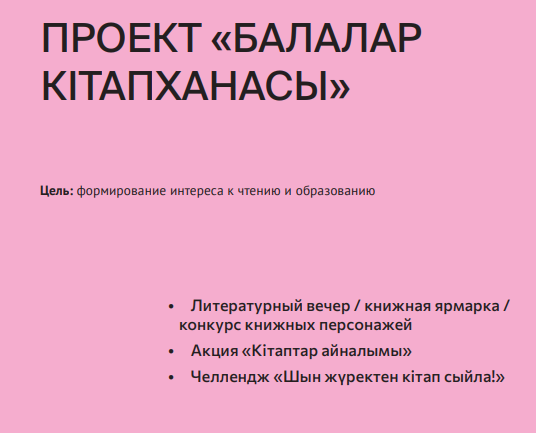 ПРОЕКТ «БАЛАЛАР
КІТАПХАНАСЫ»
Цель: формирование интереса к чтению и образованию
• Литературный вечер / книжная ярмарка /
конкурс книжных персонажей
• Акция «Кітаптар айналымы»
• Челлендж «Шын жүректен кітап сыйла!»